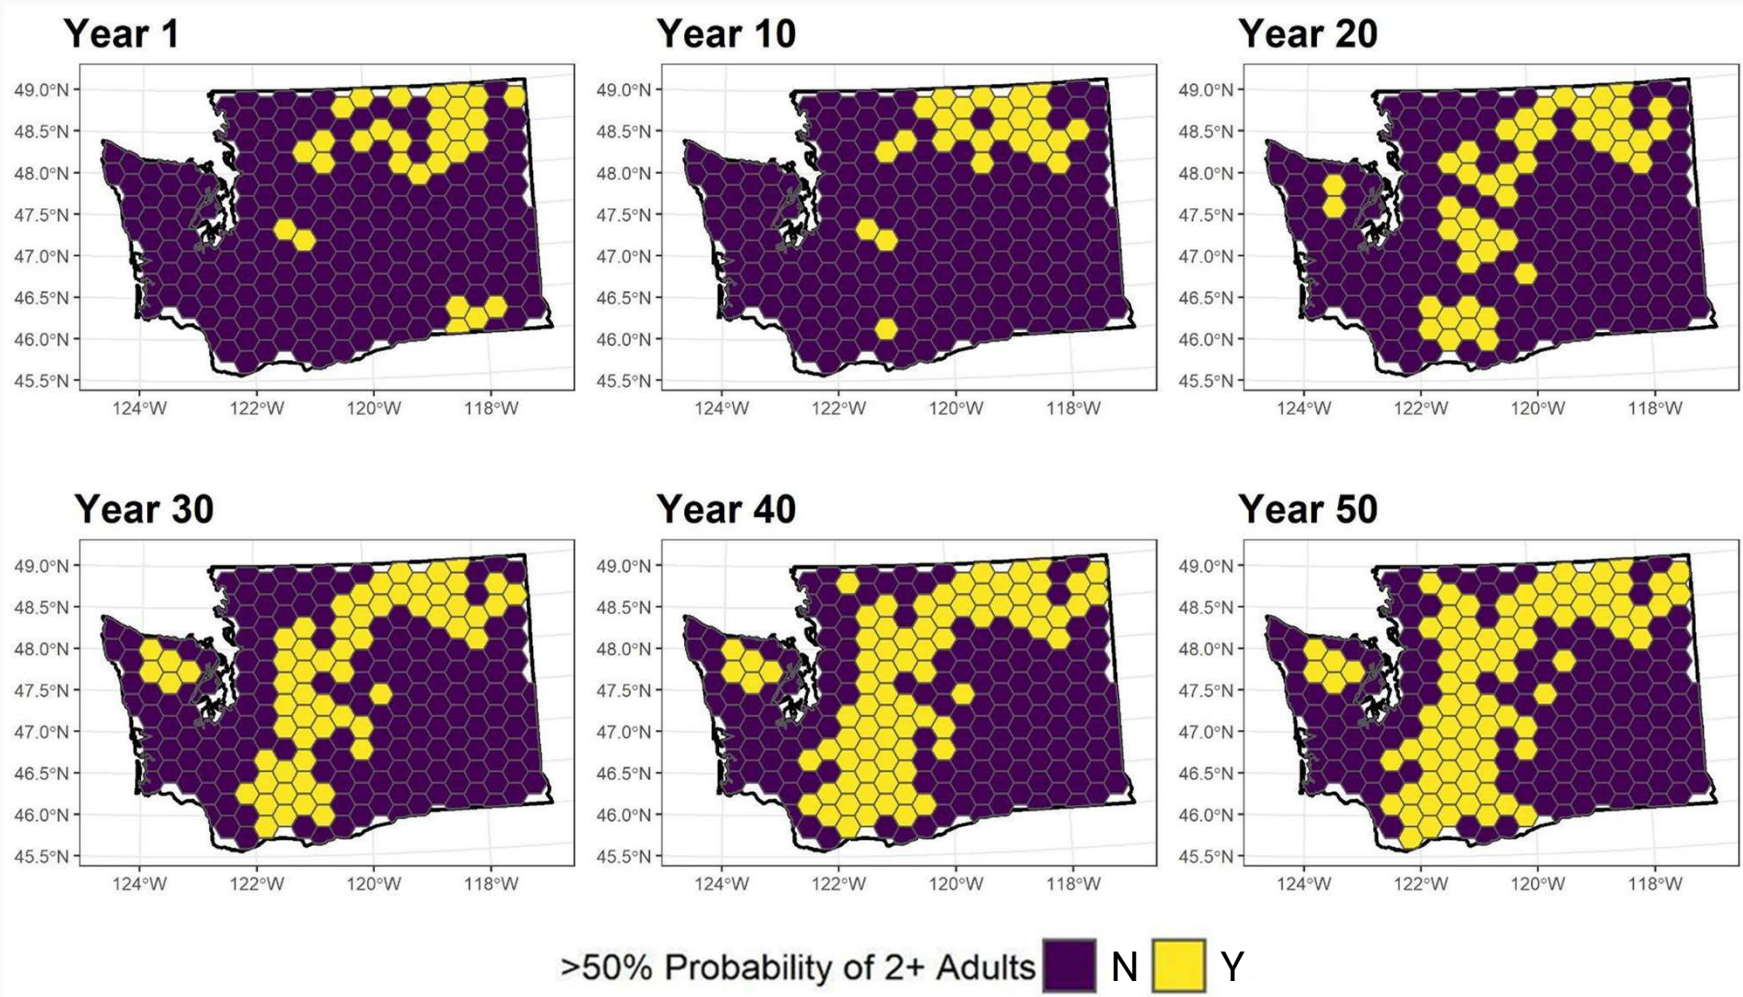 Year 1
Year 10
Year 20
49.0°N
48.5°N
48.0°N
47.5°N
47.0°N
46.5°N
46.0°N
45.5°N
124°W 122°W 120°W 118°W
49.0°N
48.5°N
48.0°N
47.5°N
47.0°N
46.5°N
46.0°N
45.5°N
124°W 122°W 120°W 118°W
49.0°N
48.5°N
48.0°N
47.5°N
47.0°N
46.5°N
46.0°N
45.5°N
124°W 122°W 120°W 118°W
Year 30
Year 40
Year 50
49.0°N
48.5°N
48.0°N
47.5°N
47.0°N
46.5°N
46.0°N
45.5°N
124°W 122°W 120°W 118°W
49.0°N
48.5°N
48.0°N
47.5°N
47.0°N
46.5°N
46.0°N
45.5°N
124°W 122°W 120°W 118°W
49.0°N
48.5°N
48.0°N
47.5°N
47.0°N
46.5°N
46.0°N
45.5°N
124°W 122°W 120°W 118°W
>50% Probability of 2+ Adults N Y